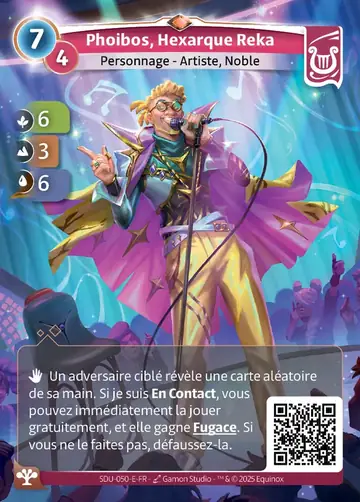 7
4
Phoibos, Hexarque Reka
Personnage - Artiste, Noble
6
3
6
Un adversaire ciblé révèle une carte aléatoire
de sa main. Si je suis En Contact, vous
pouvez immédiatement la jouer
gratuitement, et elle gagne Fugace. Si
vous ne le faites pas, défaussez-la.
SDU-050-E-FR - Gamon Studio - ™ & © 2025 Equinox